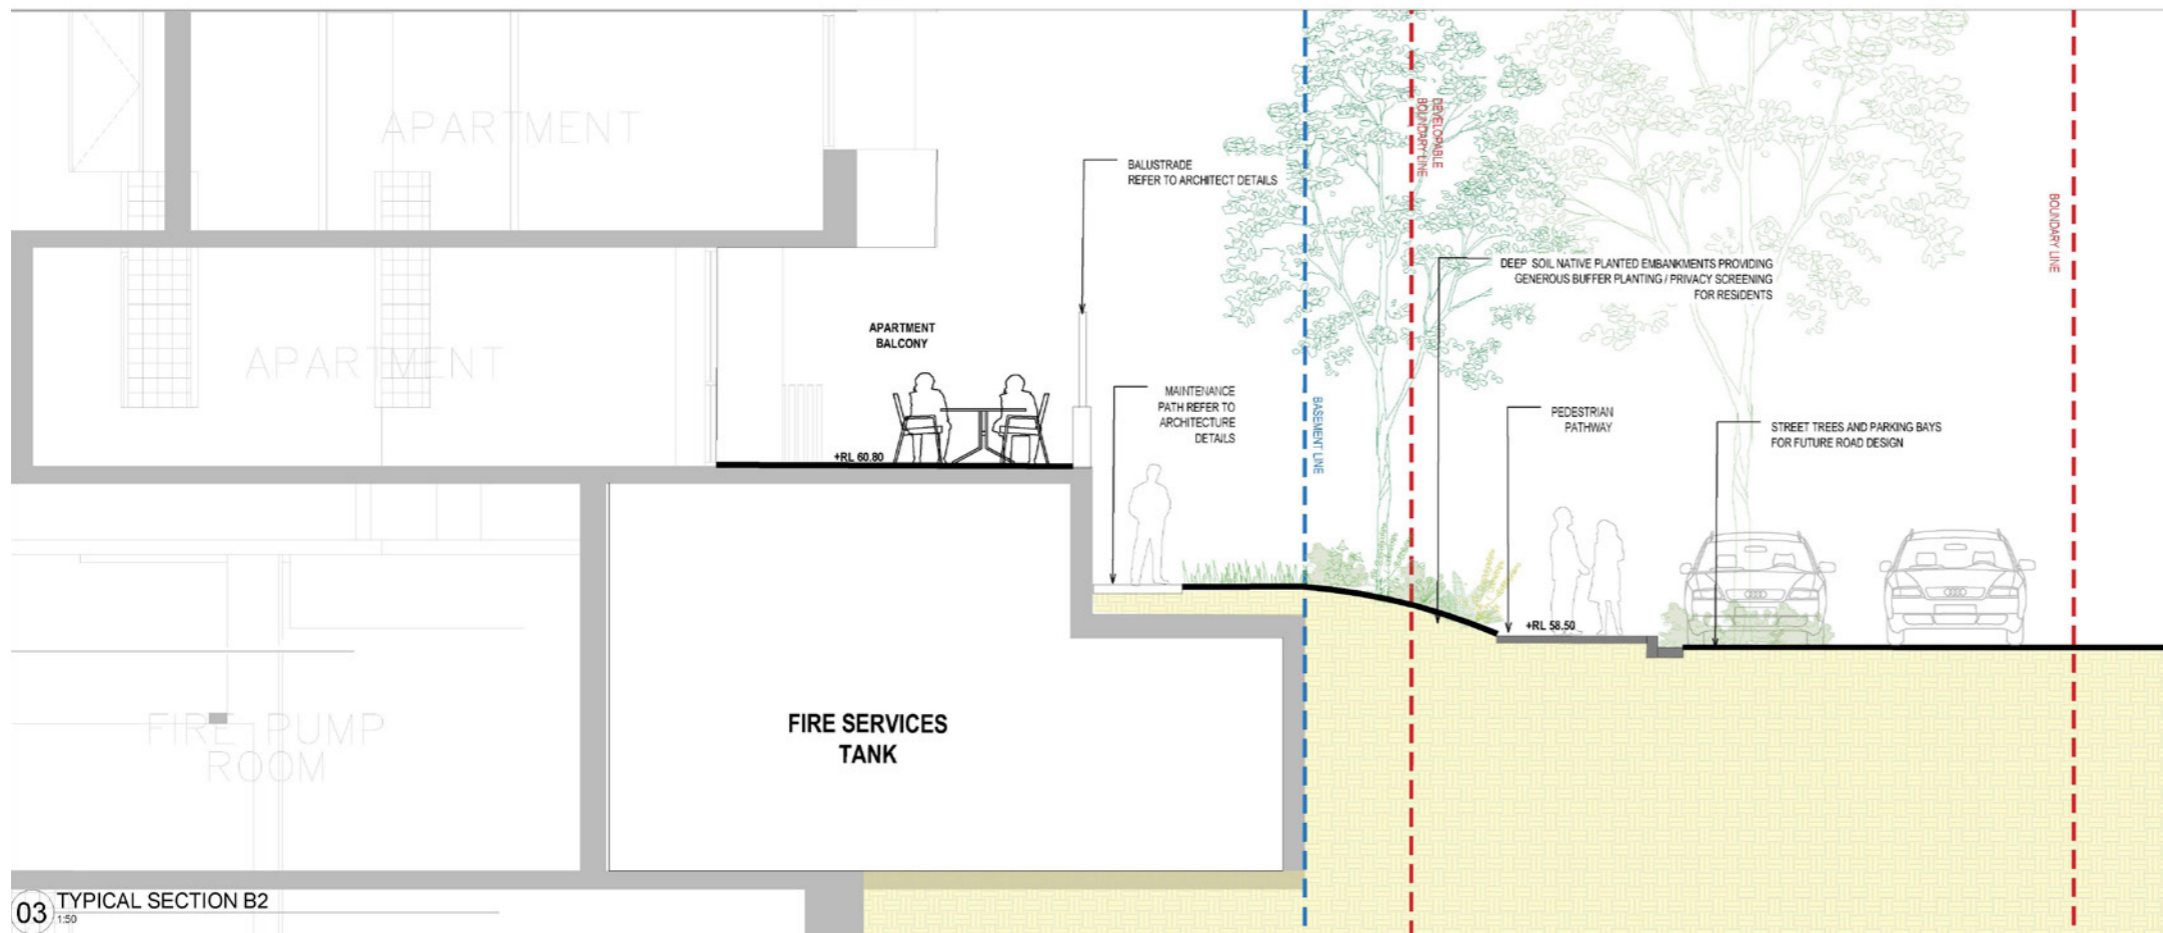 APARTMENT
BALUSTRADE
REFER TO ARCHITECT DETAILS
DEVELOPABLE
BOUNDARY LINE
BOUNDARY LINE
DEEP SOIL NATIVE PLANTED EMBANKMENTS PROVIDING
GENEROUS BUFFER PLANTING / PRIVACY SCREENING
FOR RESIDENTS
APARTMENT
BALCONY
APARTMENT
MAINTENANCE
PATH REFER TO
ARCHITECTURE
DETAILS
BASEMENT LINE
PEDESTRIAN
PATHWAY
STREET TREES AND PARKING BAYS
FOR FUTURE ROAD DESIGN
+RL 60.80
+RL 58.50
FIRE PUMP
ROOM
FIRE SERVICES
TANK
03
TYPICAL SECTION B2
1:50